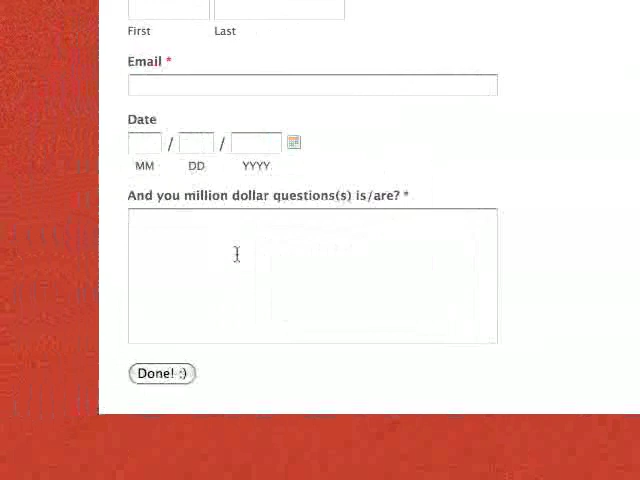 First Last
Email *
Date
/ /
MM DD YYYY
And you million dollar questions(s) is/are? *
Done! :)